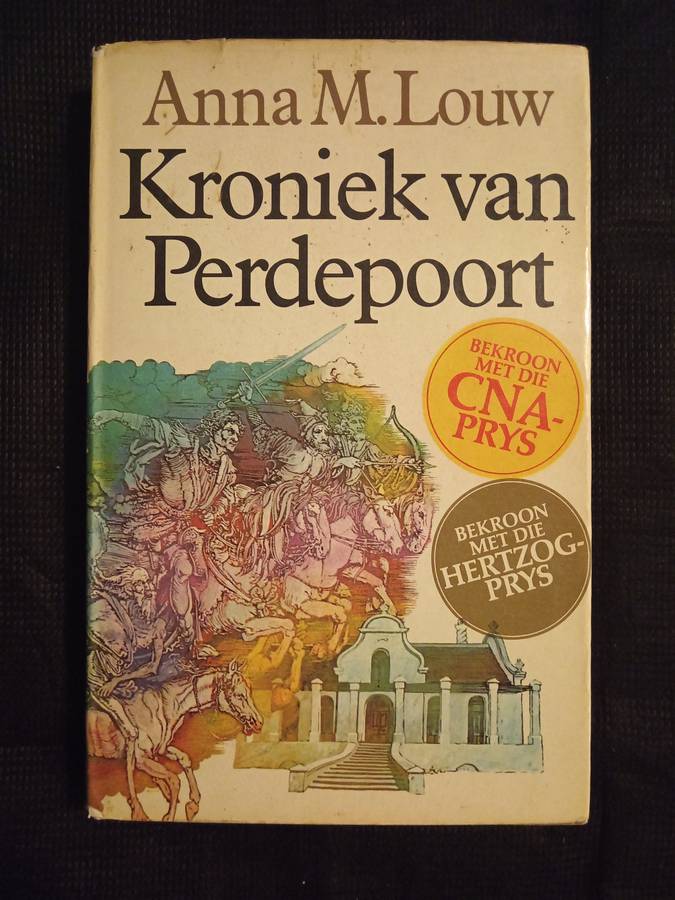 Anna M. Louw
Kroniek van
Perdepoort
BEKROON
MET DIE
CNA-
PRYS
BEKROON
MET DIE
HERTZOG-
PRYS